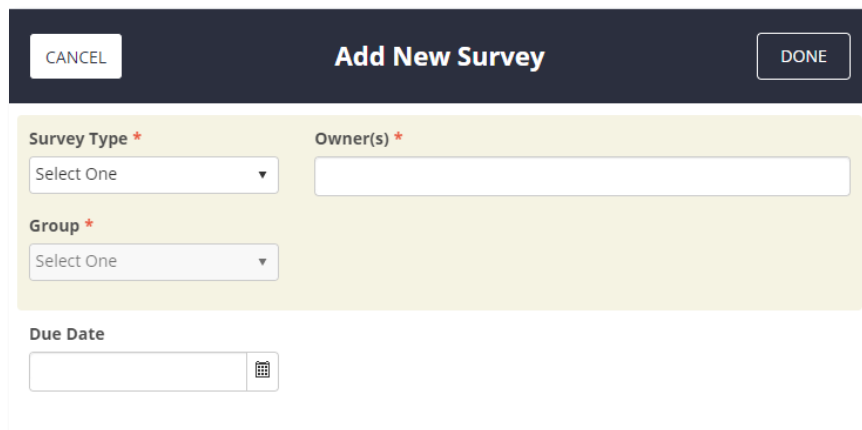 CANCEL Add New Survey DONE
Survey Type * Owner(s) *
Select One
Group *
Select One
Due Date